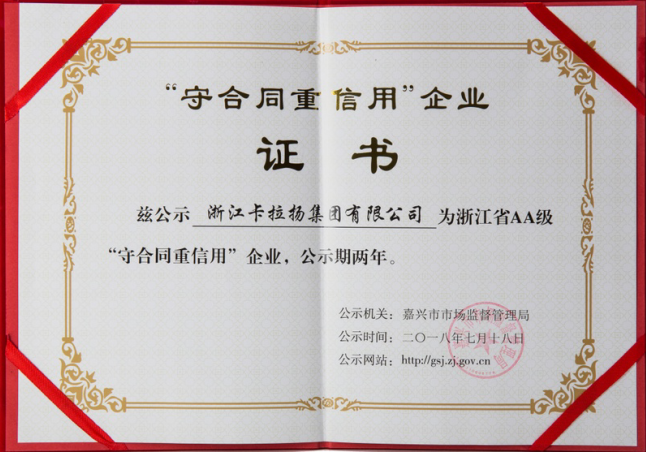 “守合同重信用”企业
证书
兹公示 浙江卡拉扬集团有限公司 为浙江省AA级
“守合同重信用”企业，公示期两年。
公示机关：嘉兴市市场监督管理局
公示时间：二〇一八年七月十八日
公示网站：http://gsj.zj.gov.cn